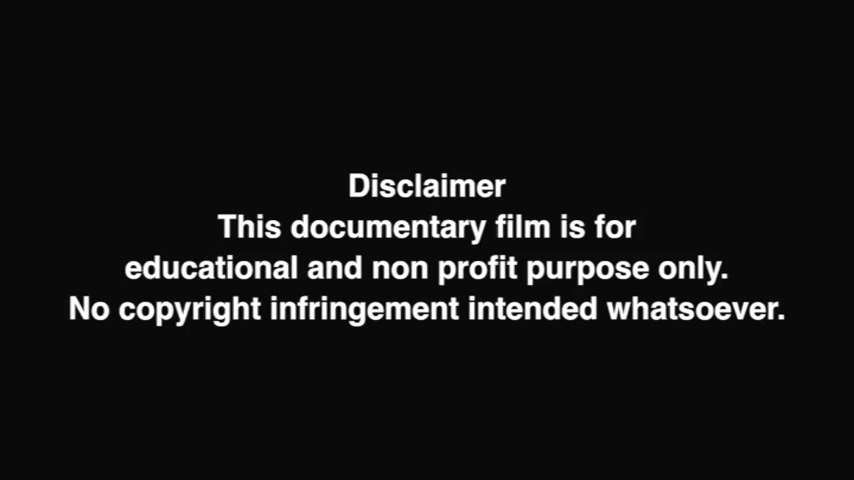 Disclaimer
This documentary film is for
educational and non profit purpose only.
No copyright infringement intended whatsoever.